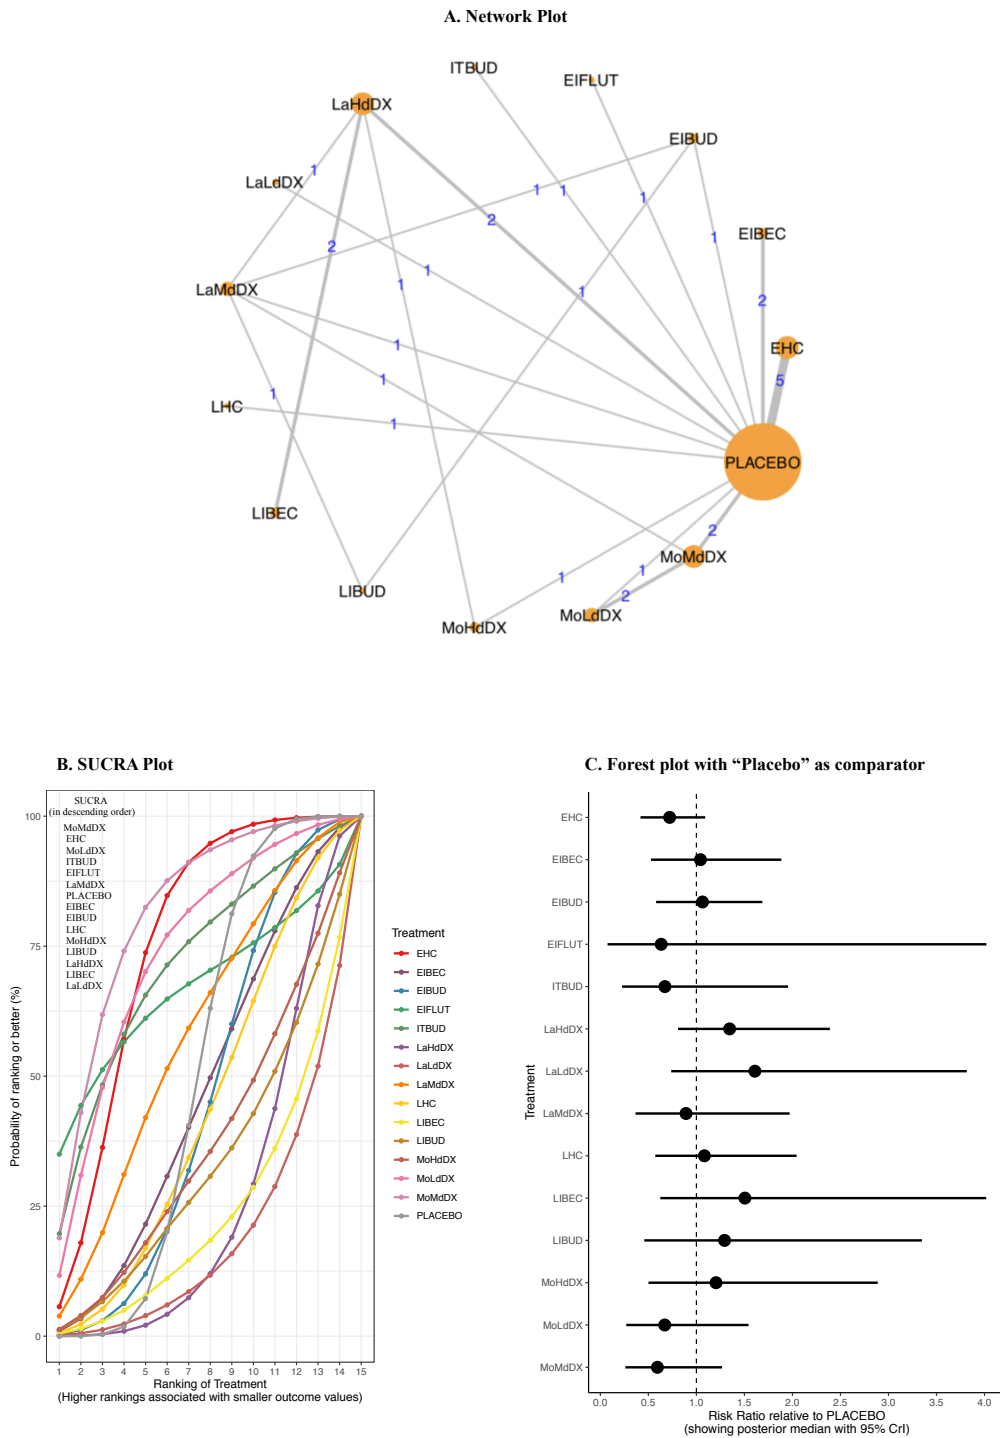 A. Network Plot
ITBUD
EIFLUT
LaHdDX
EIBUD
1
LaLdDX
1
1
1
2
EIBEC
1
2
1
1
LaMdDX
1
2
1
EHC
1
5
1
LHC
1
PLACEBO
LIBEC
2
MoMdDX
1
1
LIBUD
2
MoLdDX
MoHdDX
B. SUCRA Plot
SUCRA
(in descending order)
MoMdDX
EHC
MoLdDX
ITBUD
EIFLUT
LaMdDX
PLACEBO
EIBEC
EIBUD
LHC
MoHdDX
LIBUD
LaHdDX
LIBEC
LaLdDX
Probability of ranking or better (%)
100
75
50
25
0
1 2 3 4 5 6 7 8 9 10 11 12 13 14 15
Ranking of Treatment
(Higher rankings associated with smaller outcome values)
Treatment
EHC
EIBEC
EIBUD
EIFLUT
ITBUD
LaHdDX
LaLdDX
LaMdDX
LHC
LIBEC
LIBUD
MoHdDX
MoLdDX
MoMdDX
PLACEBO
C. Forest plot with “Placebo” as comparator
Treatment
EHC
EIBEC
EIBUD
EIFLUT
ITBUD
LaHdDX
LaLdDX
LaMdDX
LHC
LIBEC
LIBUD
MoHdDX
MoLdDX
MoMdDX
0.0 0.5 1.0 1.5 2.0 2.5 3.0 3.5 4.0
Risk Ratio relative to PLACEBO
(showing posterior median with 95% CrI)